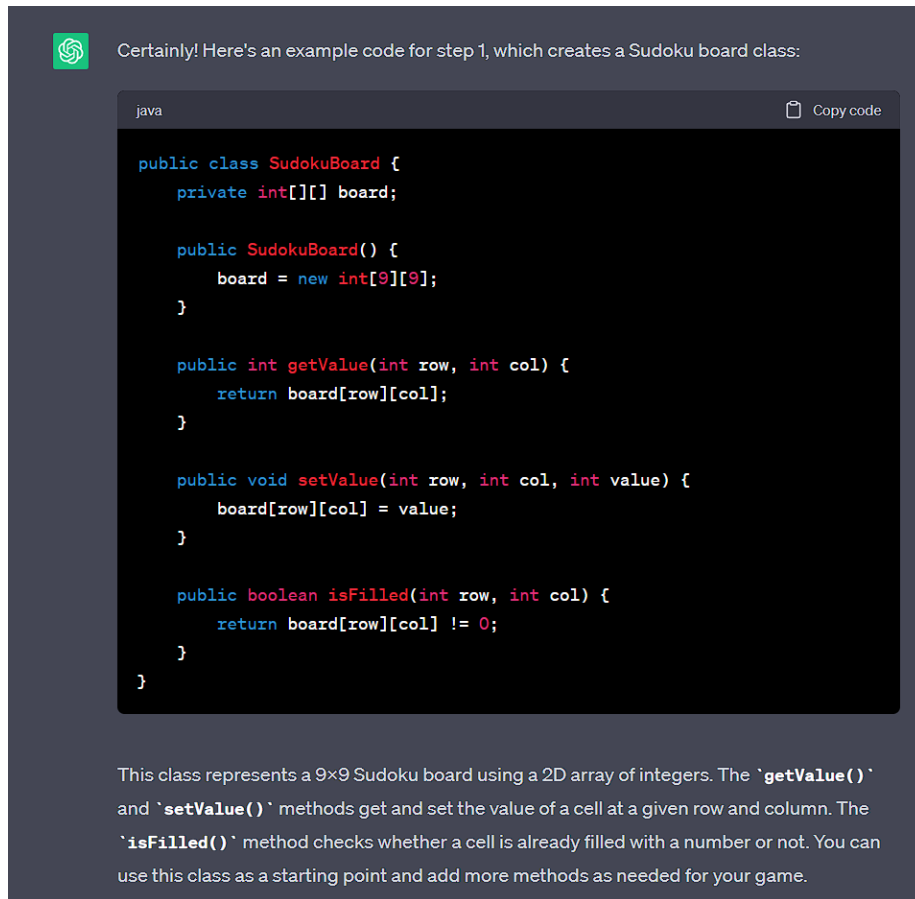 Certainly! Here's an example code for step 1, which creates a Sudoku board class:
java
Copy code
public class SudokuBoard {
    private int[][] board;
    public SudokuBoard() {
        board = new int[9][9];
    }
    public int getValue(int row, int col) {
        return board[row][col];
    }
    public void setValue(int row, int col, int value) {
        board[row][col] = value;
    }
    public boolean isFilled(int row, int col) {
        return board[row][col] != 0;
    }
}
This class represents a 9×9 Sudoku board using a 2D array of integers. The `getValue()`
and `setValue()` methods get and set the value of a cell at a given row and column. The
`isFilled()` method checks whether a cell is already filled with a number or not. You can
use this class as a starting point and add more methods as needed for your game.